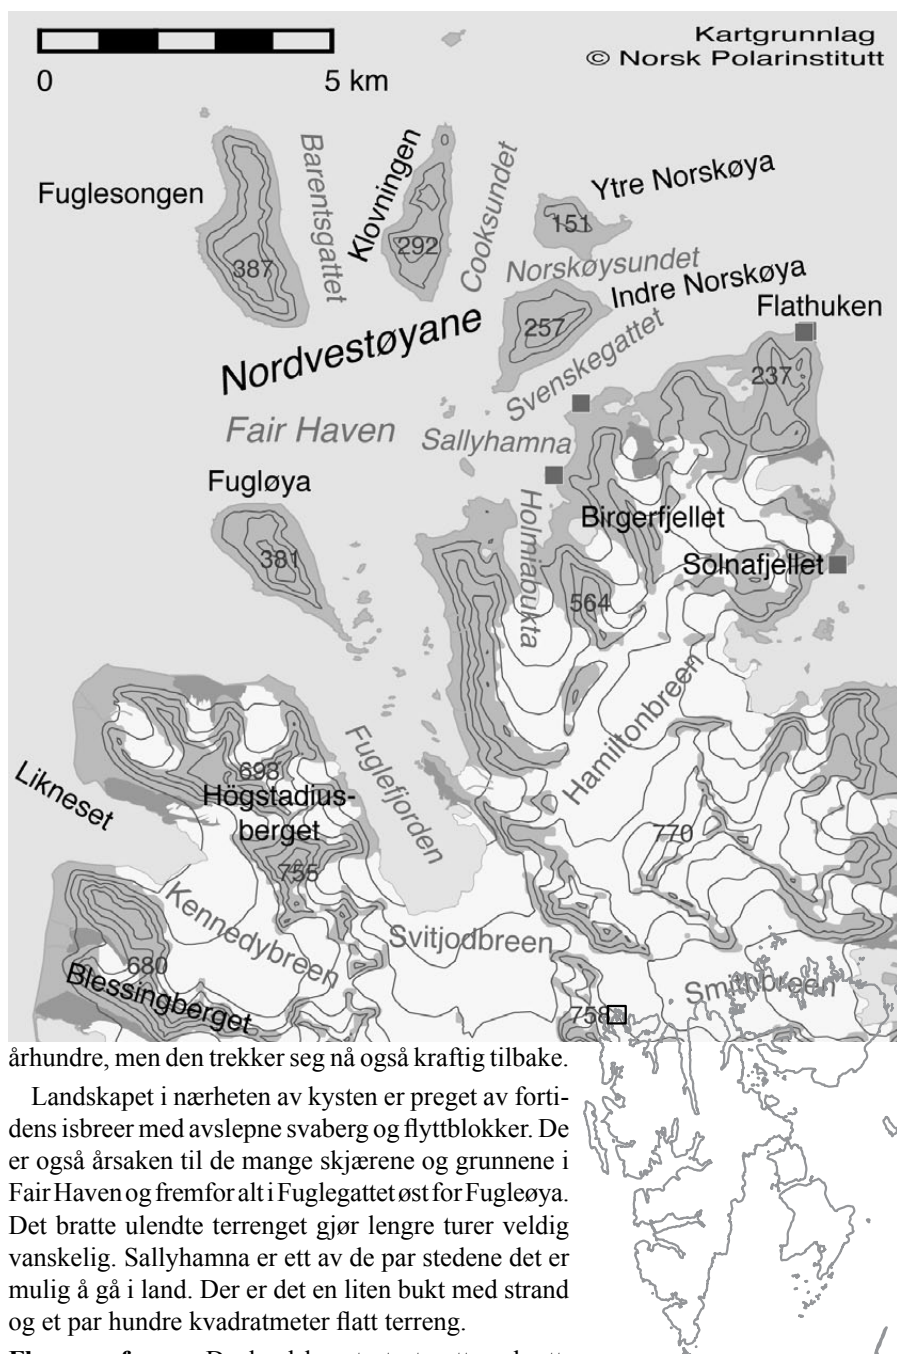 Kartgrunnlag
© Norsk Polarinstitutt
0 5 km
Fuglesongen
387
Barentsgattet
Klovningen
0
292
Cooksundet
Ytre Norskøya
151
Norskøysundet
Indre Norskøya
257
Svenskegattet
Flathuken
237
Nordvestøyane
Fair Haven
Sallyhamna
Fugløya
381
Holmiabukta
Birgerfjellet
Solnafjellet
564
Hamiltonbreen
Fuglefjorden
693
Högstadius-
berget
755
Likneset
770
Kennedybreen
Svitjodbreen
680
Blessingberget
Smithbreen
758
århundre, men den trekker seg nå også kraftig tilbake.
Landskapet i nærheten av kysten er preget av forti-
dens isbreer med avslepne svaberg og flyttblokker. De
er også årsaken til de mange skjærene og grunnene i
Fair Haven og fremfor alt i Fuglegattet øst for Fugleøya.
Det bratte ulendte terrenget gjør lengre turer veldig
vanskelig. Sallyhamna er ett av de par stedene det er
mulig å gå i land. Der er det en liten bukt med strand
og et par hundre kvadratmeter flatt terreng.